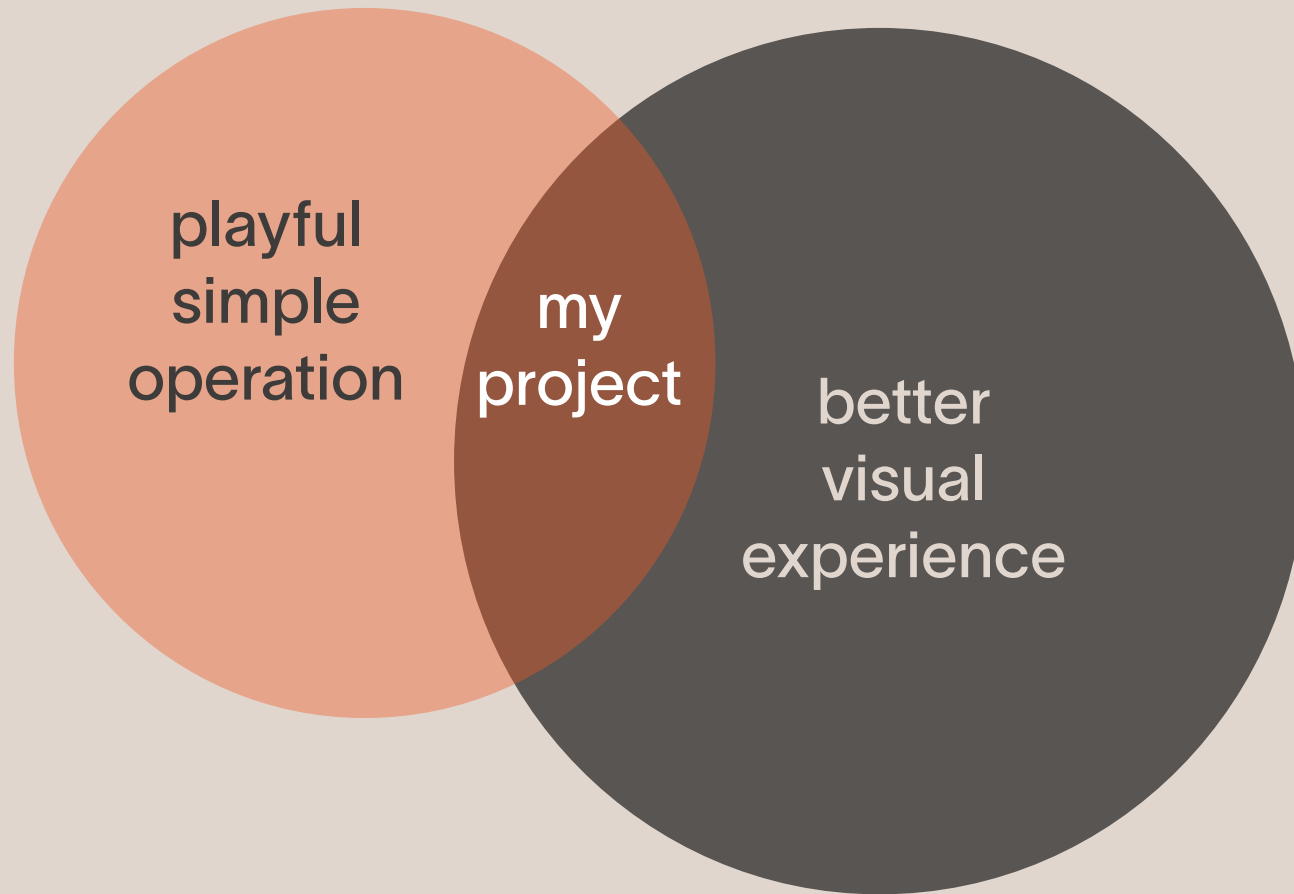 playful
simple
operation
my
project
better
visual
experience